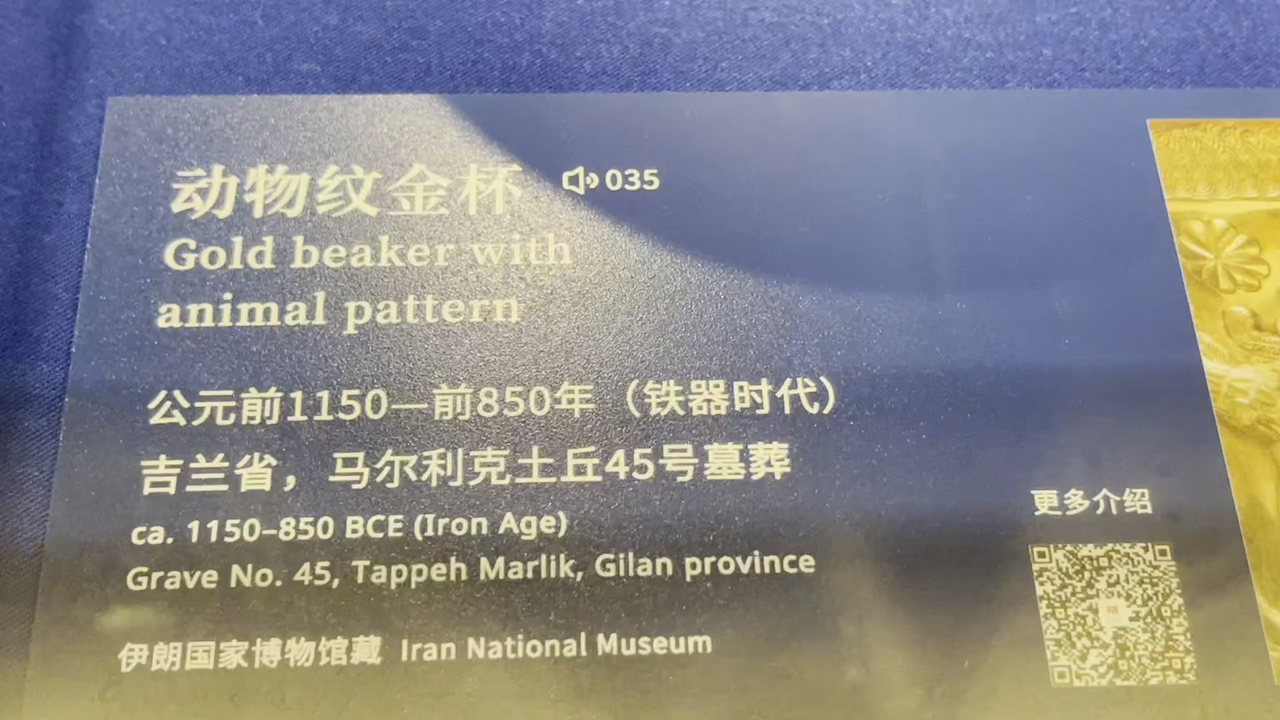 动物纹金杯 035
Gold beaker with
animal pattern
公元前1150—前850年（铁器时代）
吉兰省，马尔利克土丘45号墓葬
ca. 1150–850 BCE (Iron Age)
Grave No. 45, Tappeh Marlik, Gilan province
伊朗国家博物馆藏 Iran National Museum
更多介绍